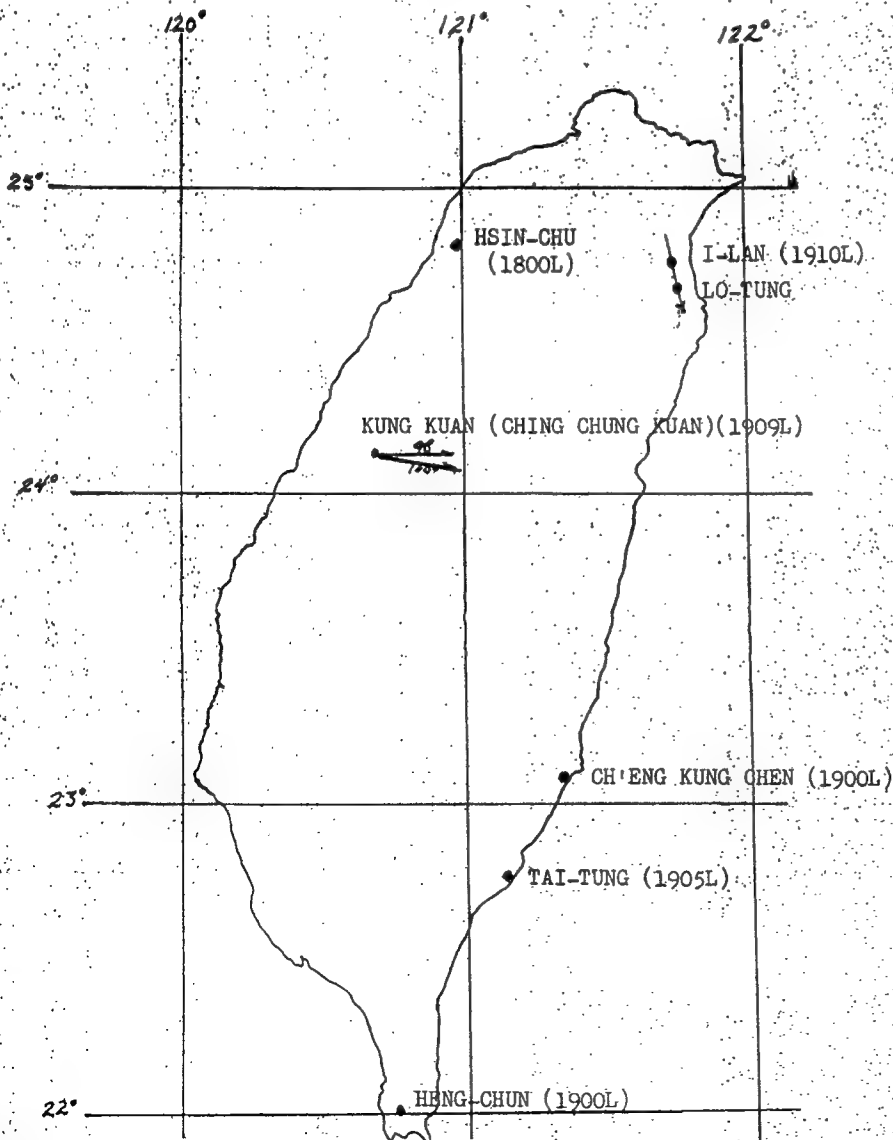 120°
121°
122°
25°
HSIN-CHU
(1800L)
I-LAN (1910L)
LO-TUNG
KUNG KUAN (CHING CHUNG KUAN)(1909L)
98
24°
CH'ENG KUNG CHEN (1900L)
23°
TAI-TUNG (1905L)
HENG-CHUN (1900L)
22°